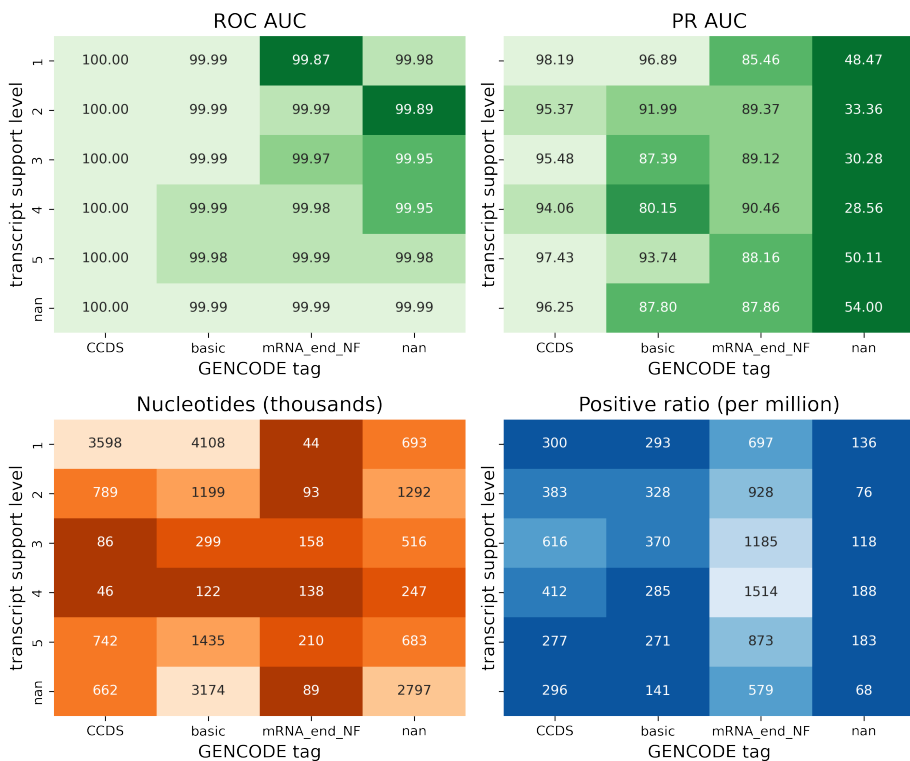 ROC AUC
PR AUC
transcript support level
1 100.00 99.99 99.87 99.98
2 100.00 99.99 99.99 99.89
3 100.00 99.99 99.97 99.95
4 100.00 99.99 99.98 99.95
5 100.00 99.98 99.99 99.98
nan 100.00 99.99 99.99 99.99
CCDS basic mRNA_end_NF nan
GENCODE tag
transcript support level
98.19 96.89 85.46 48.47
95.37 91.99 89.37 33.36
95.48 87.39 89.12 30.28
94.06 80.15 90.46 28.56
97.43 93.74 88.16 50.11
96.25 87.80 87.86 54.00
CCDS basic mRNA_end_NF nan
GENCODE tag
Nucleotides (thousands)
Positive ratio (per million)
transcript support level
1 3598 4108 44 693
2 789 1199 93 1292
3 86 299 158 516
4 46 122 138 247
5 742 1435 210 683
nan 662 3174 89 2797
CCDS basic mRNA_end_NF nan
GENCODE tag
transcript support level
300 293 697 136
383 328 928 76
616 370 1185 118
412 285 1514 188
277 271 873 183
296 141 579 68
CCDS basic mRNA_end_NF nan
GENCODE tag